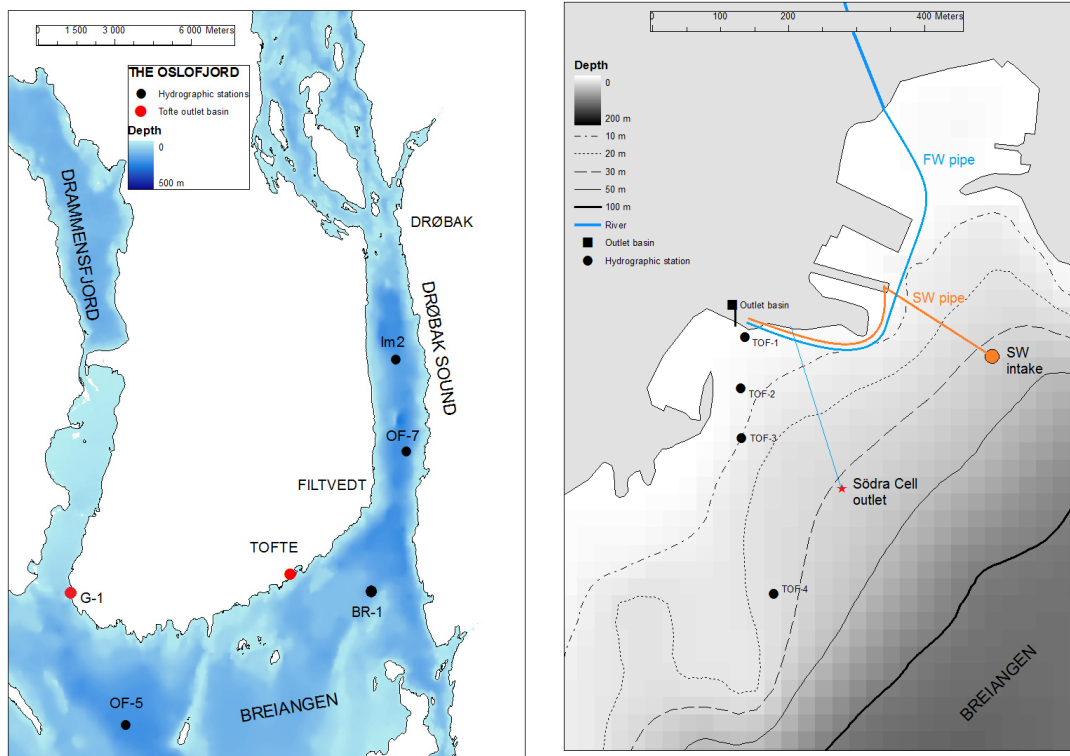 0 1 500 3 000 6 000 Meters
THE OSLOFJORD
Hydrographic stations
Tofte outlet basin
Depth
0
500 m
DRAMMENSFJORD
DRØBAK
DRØBAK SOUND
Im2
OF-7
FILTVEDT
TOFTE
G-1
BR-1
OF-5
BREIANGEN
0 100 200 400 Meters
Depth
0
200 m
10 m
20 m
30 m
50 m
100 m
River
Outlet basin
Hydrographic station
FW pipe
SW pipe
Outlet basin
TOF-1
SW
intake
TOF-2
TOF-3
Södra Cell
outlet
TOF-4
BREIANGEN